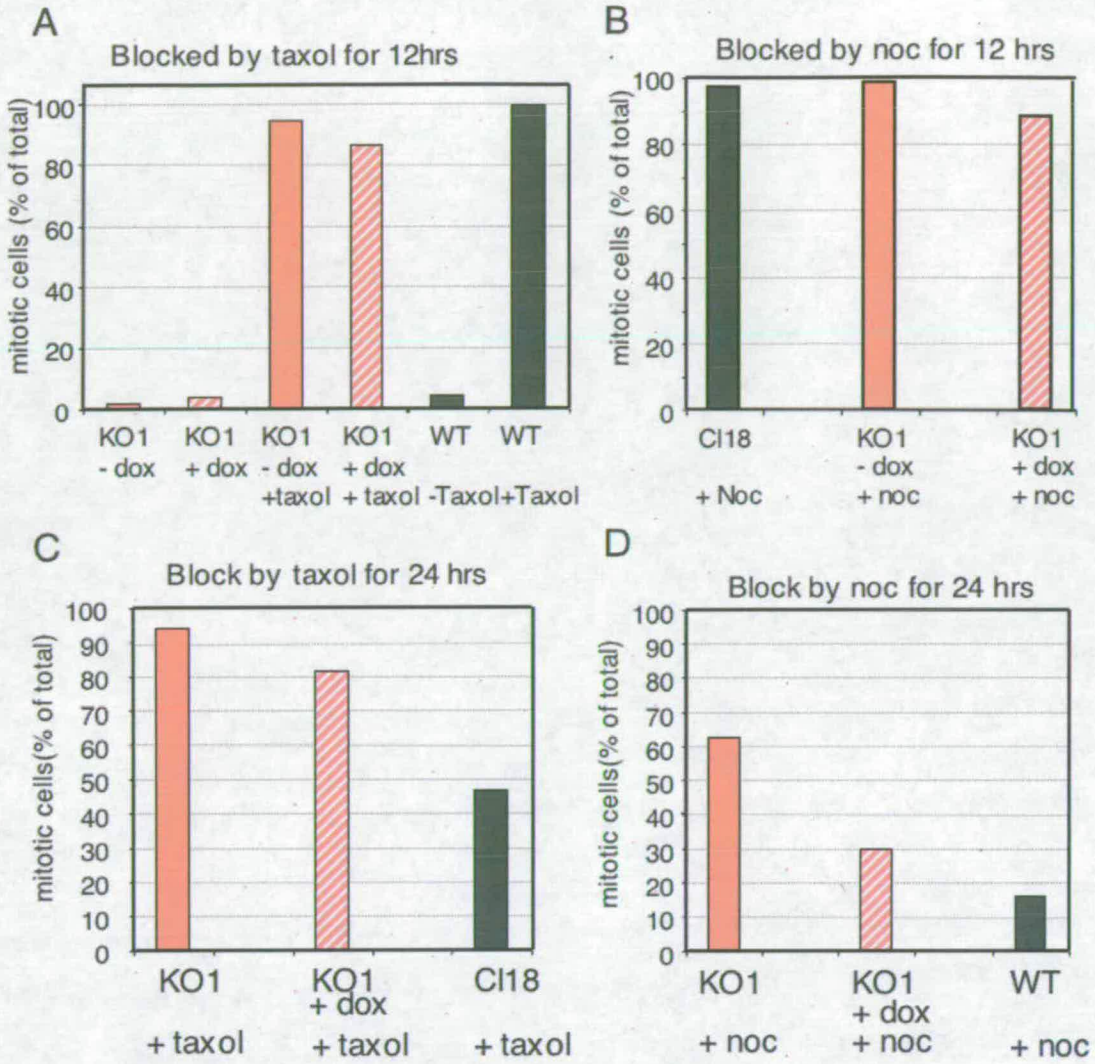 A
Blocked by taxol for 12hrs
mitotic cells (% of total)
100
80
60
40
20
0
KO1 KO1 KO1 KO1 WT WT
- dox + dox - dox + dox
+taxol + taxol -Taxol +Taxol
B
Blocked by noc for 12 hrs
mitotic cells (% of total)
100
80
60
40
20
0
Cl18 KO1 KO1
- dox + dox
+ Noc + noc + noc
C
Block by taxol for 24 hrs
mitotic cells(% of total)
100
90
80
70
60
50
40
30
20
10
0
KO1 KO1 Cl18
+ dox
+ taxol + taxol + taxol
D
Block by noc for 24 hrs
mitotic cells(% of total)
100
90
80
70
60
50
40
30
20
10
0
KO1 KO1 WT
+ dox
+ noc + noc + noc